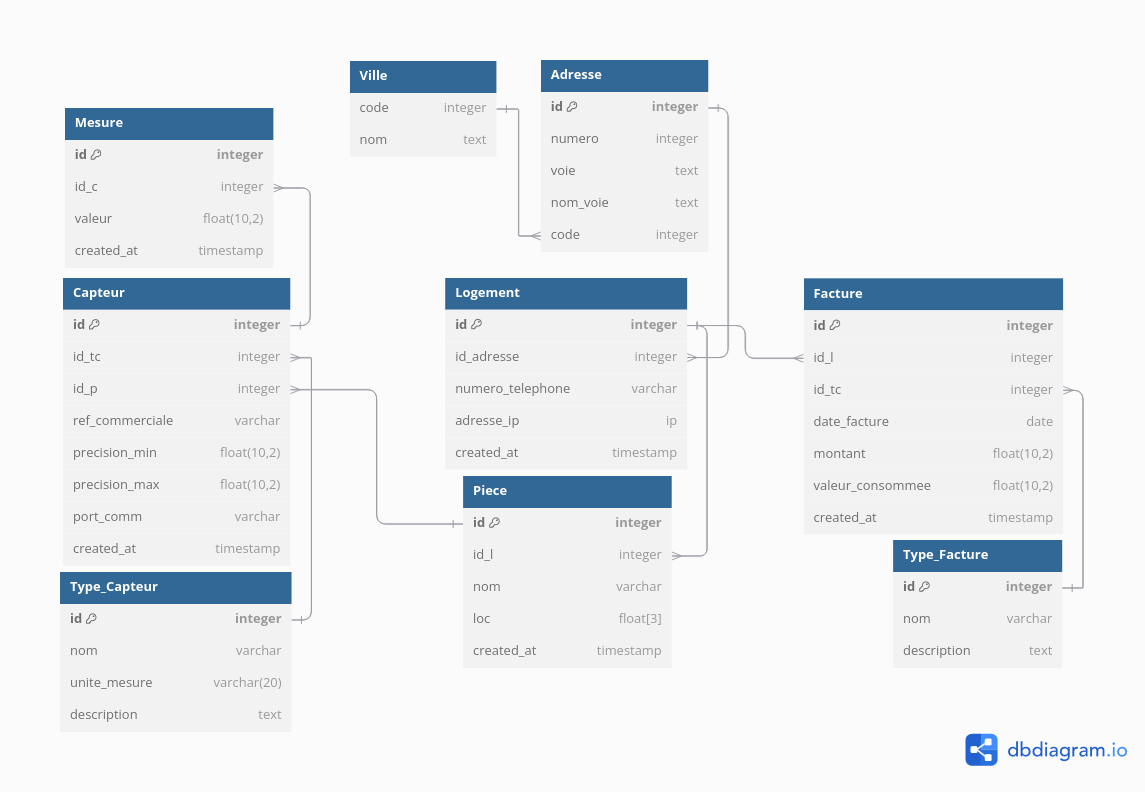 Ville
code integer
nom text
Adresse
id integer
numero integer
voie text
nom_voie text
code integer
Mesure
id integer
id_c integer
valeur float(10,2)
created_at timestamp
Capteur
id integer
id_tc integer
id_p integer
ref_commerciale varchar
precision_min float(10,2)
precision_max float(10,2)
port_comm varchar
created_at timestamp
Logement
id integer
id_adresse integer
numero_telephone varchar
adresse_ip ip
created_at timestamp
Facture
id integer
id_l integer
id_tc integer
date_facture date
montant float(10,2)
valeur_consommee float(10,2)
created_at timestamp
Piece
id integer
id_l integer
nom varchar
loc float[3]
created_at timestamp
Type_Facture
id integer
nom varchar
description text
Type_Capteur
id integer
nom varchar
unite_mesure varchar(20)
description text
dbdiagram.io